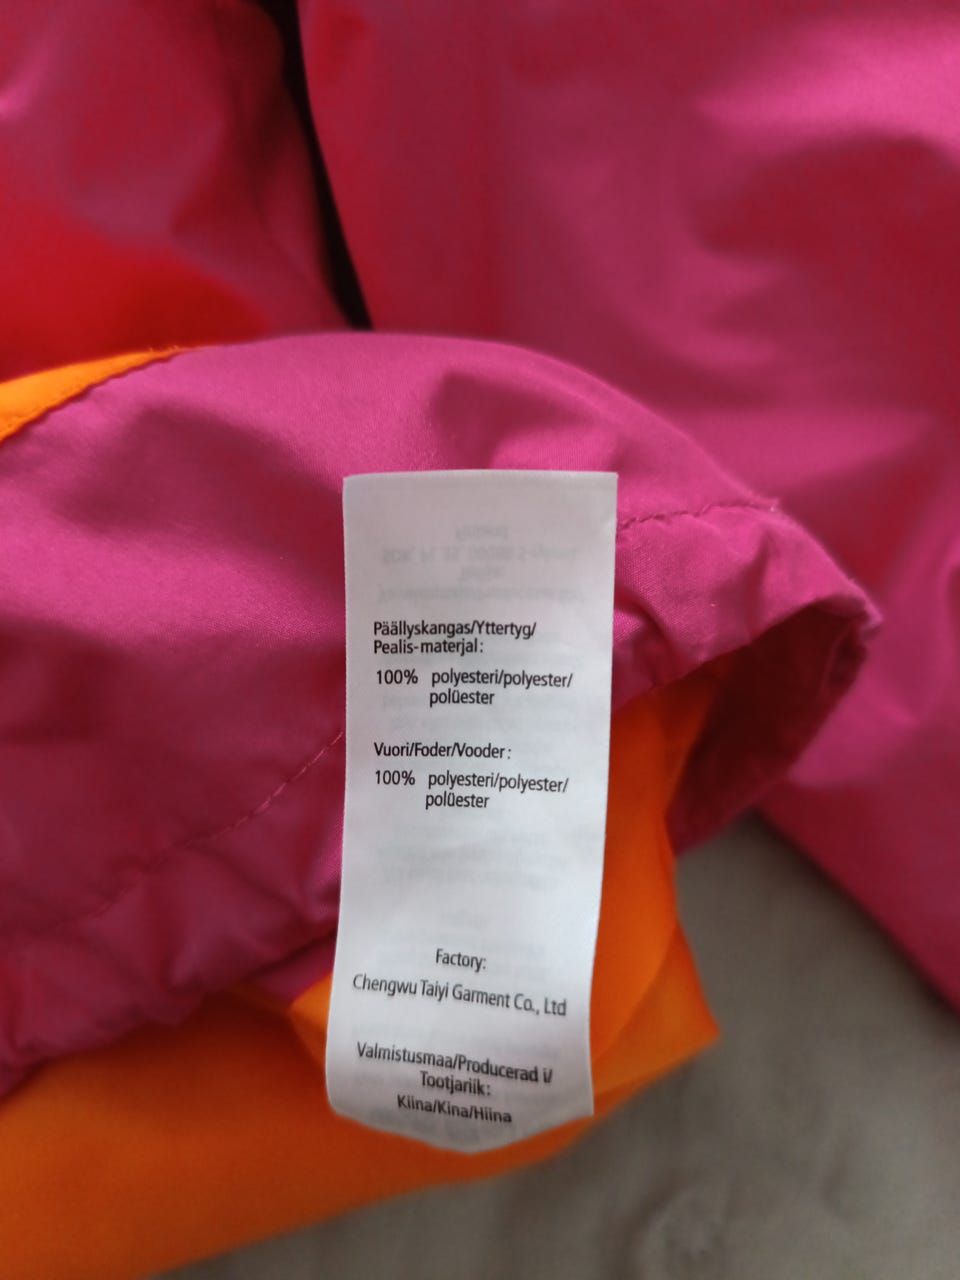 Päällyskangas/Yttertyg/
Pealis-materjal:
100% polyesteri/polyester/
polüester
Vuori/Foder/Vooder:
100% polyesteri/polyester/
polüester
Factory:
Chengwu Taiyi Garment Co., Ltd
Valmistusmaa/Producerad i/
Tootjariik:
Kiina/Kina/Hiina